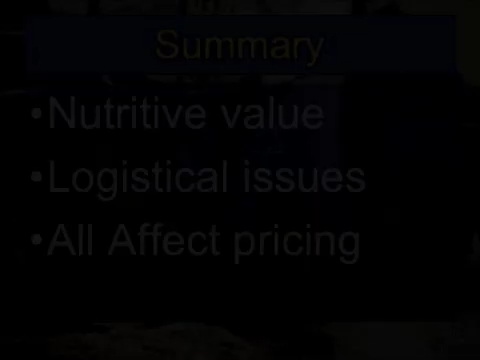 Summary
•Nutritive value
•Logistical issues
•All Affect pricing